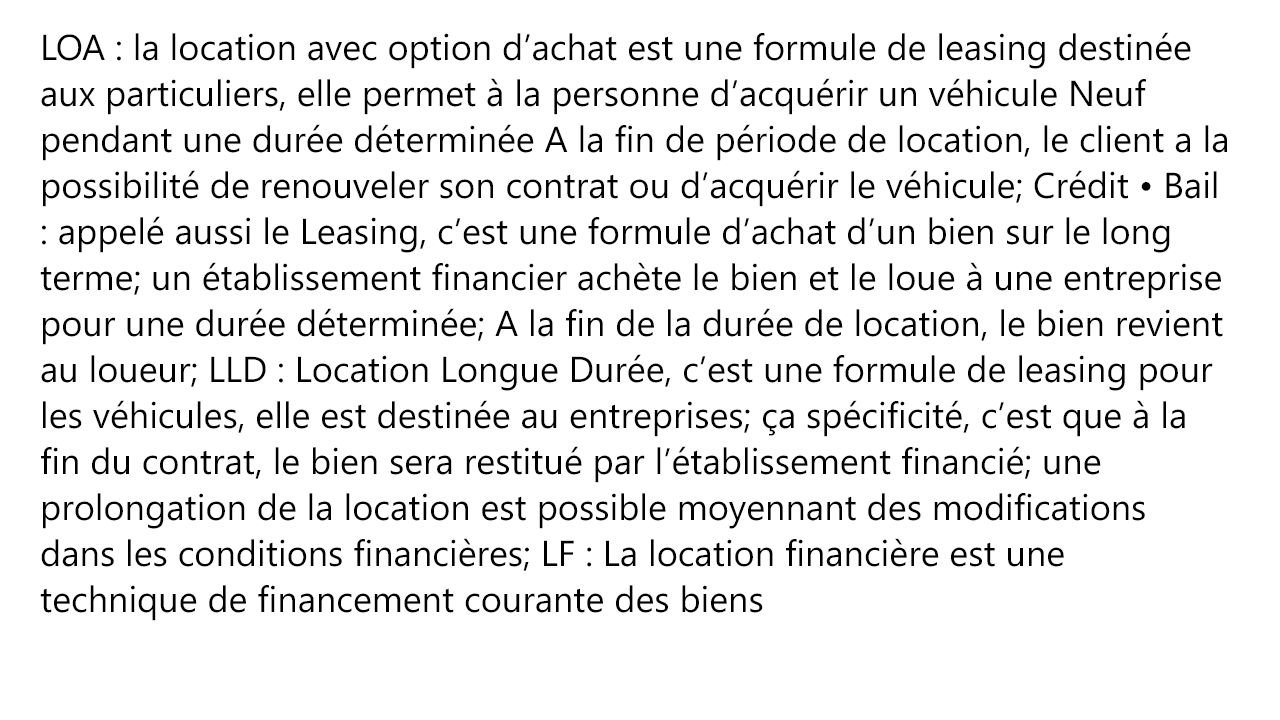 LOA : la location avec option d’achat est une formule de leasing destinée
aux particuliers, elle permet à la personne d’acquérir un véhicule Neuf
pendant une durée déterminée A la fin de période de location, le client a la
possibilité de renouveler son contrat ou d’acquérir le véhicule; Crédit • Bail
: appelé aussi le Leasing, c’est une formule d’achat d’un bien sur le long
terme; un établissement financier achète le bien et le loue à une entreprise
pour une durée déterminée; A la fin de la durée de location, le bien revient
au loueur; LLD : Location Longue Durée, c’est une formule de leasing pour
les véhicules, elle est destinée au entreprises; ça spécificité, c’est que à la
fin du contrat, le bien sera restitué par l’établissement financié; une
prolongation de la location est possible moyennant des modifications
dans les conditions financières; LF : La location financière est une
technique de financement courante des biens